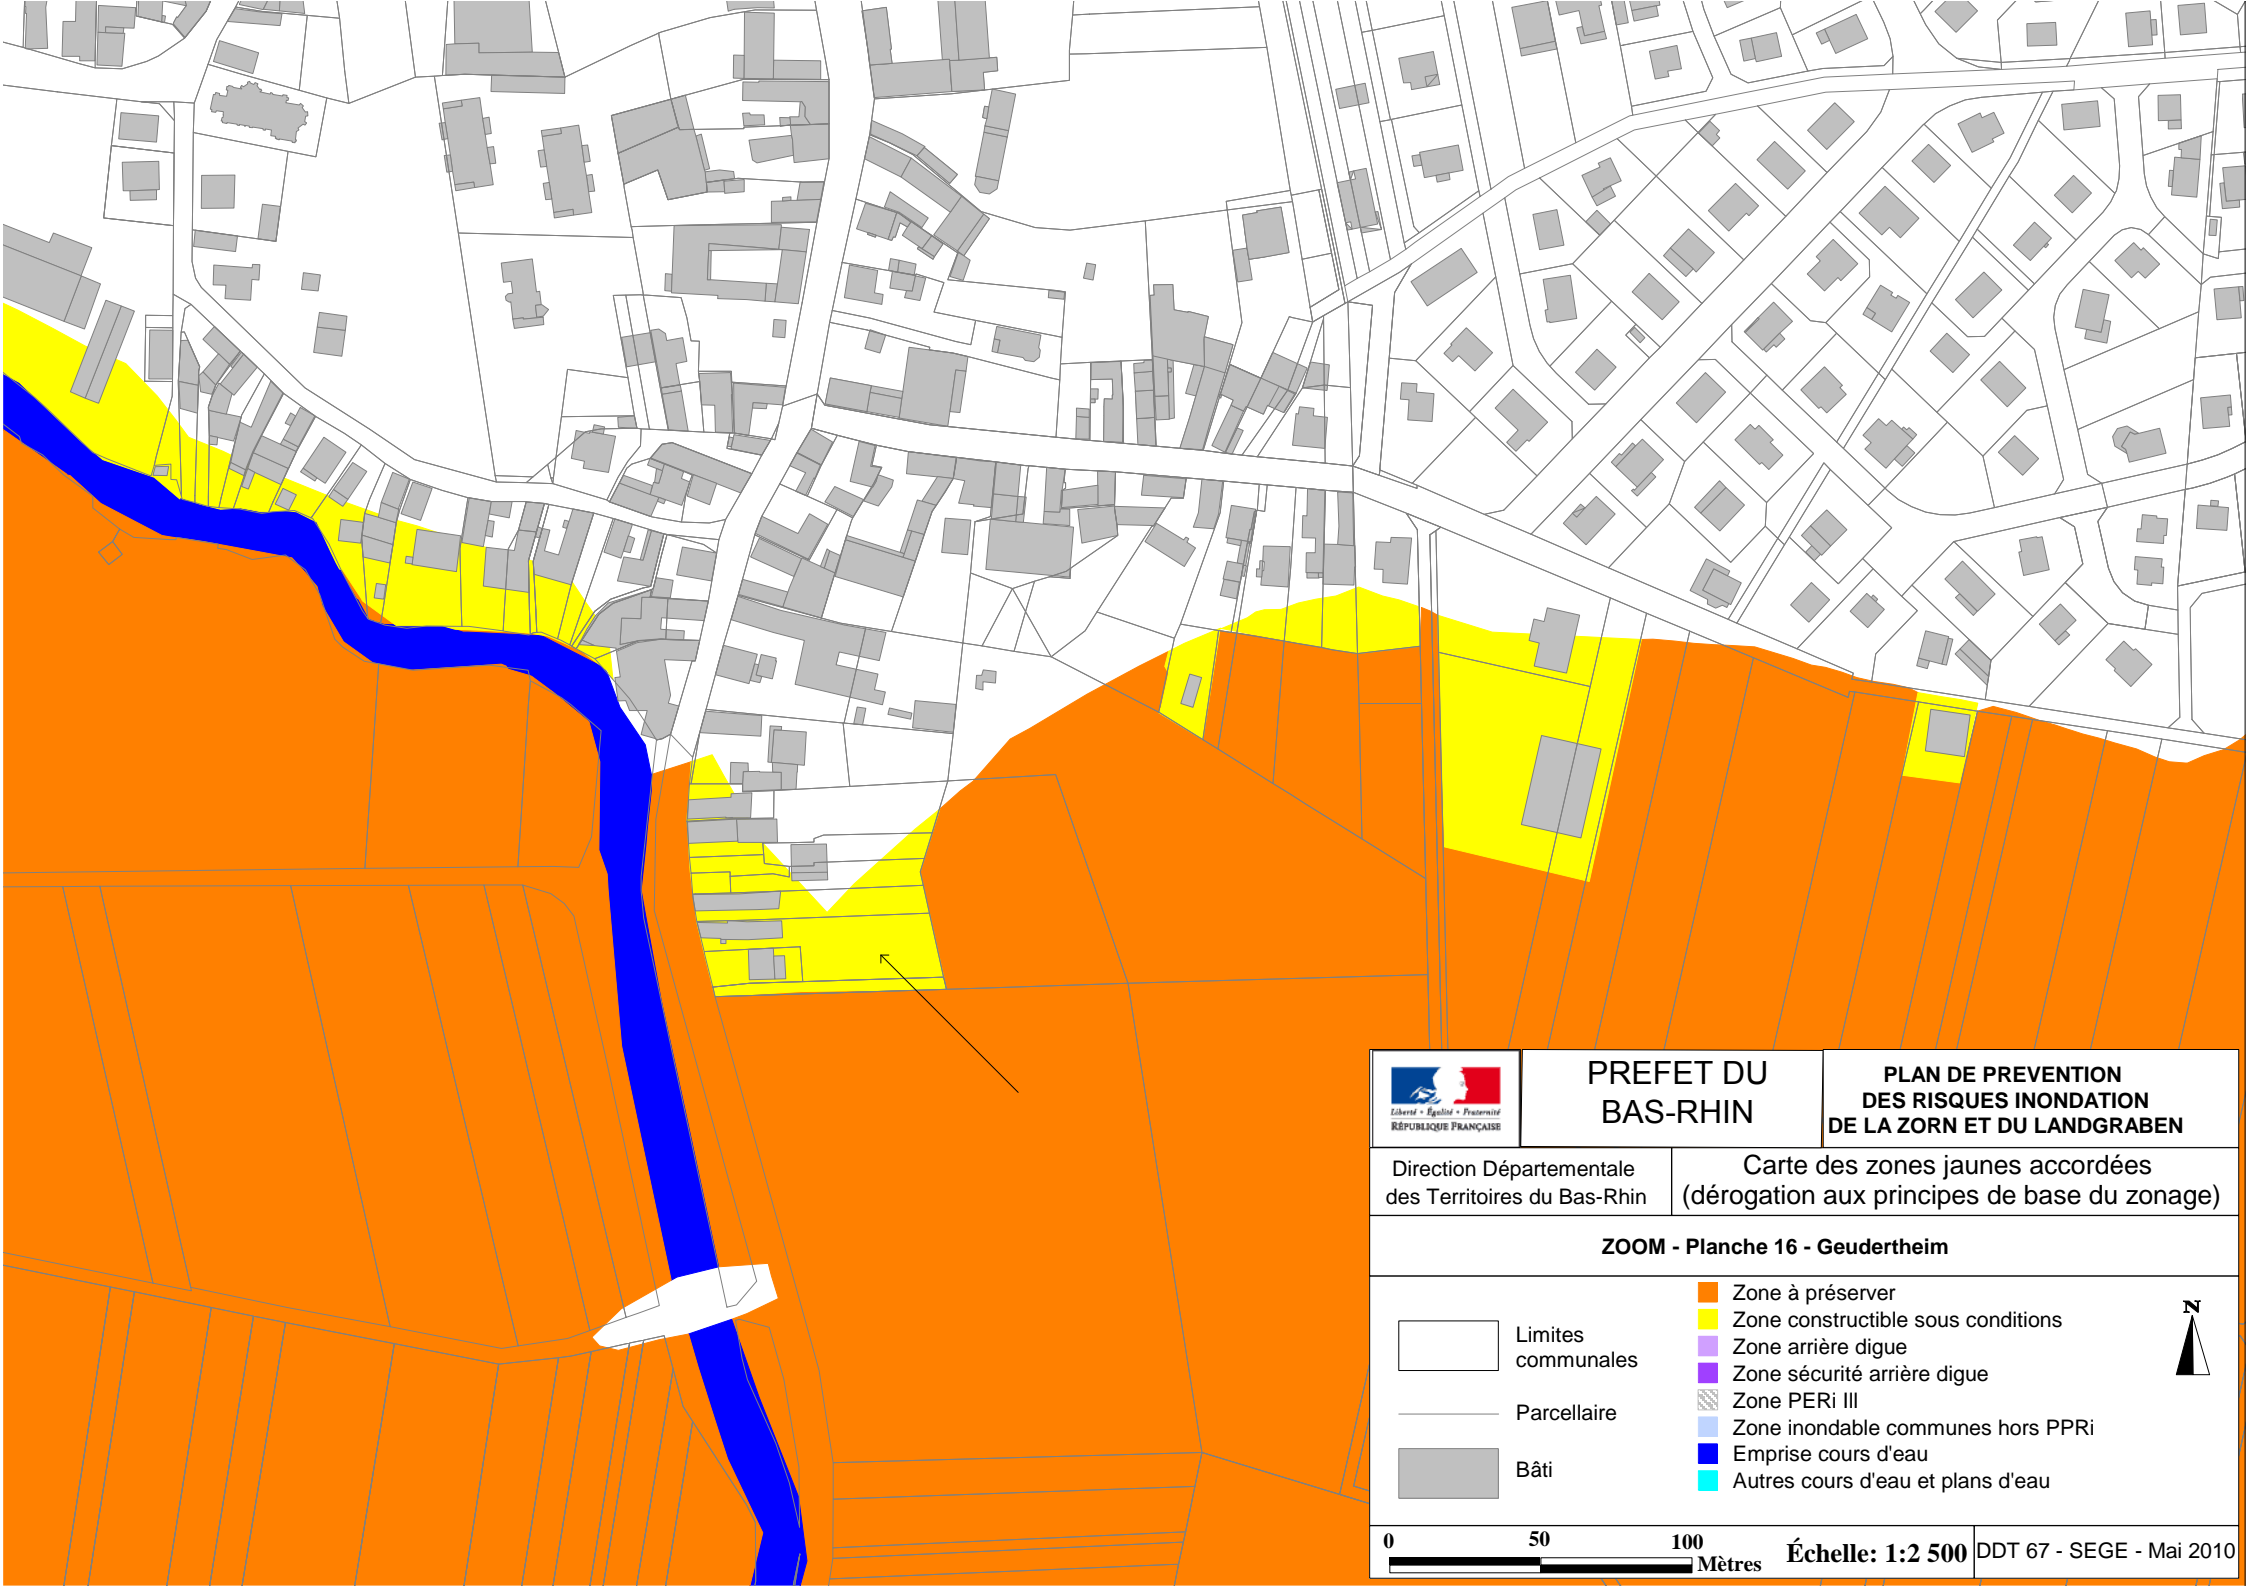 Liberté • Égalité • Fraternité
RÉPUBLIQUE FRANÇAISE
PREFET DU
BAS-RHIN
PLAN DE PREVENTION
DES RISQUES INONDATION
DE LA ZORN ET DU LANDGRABEN
Direction Départementale
des Territoires du Bas-Rhin
Carte des zones jaunes accordées
(dérogation aux principes de base du zonage)
ZOOM - Planche 16 - Geudertheim
Limites
communales
Parcellaire
Bâti
Zone à préserver
Zone constructible sous conditions
Zone arrière digue
Zone sécurité arrière digue
Zone PERi III
Zone inondable communes hors PPRi
Emprise cours d'eau
Autres cours d'eau et plans d'eau
N
0 50 100
Mètres
Échelle: 1:2 500
DDT 67 - SEGE - Mai 2010